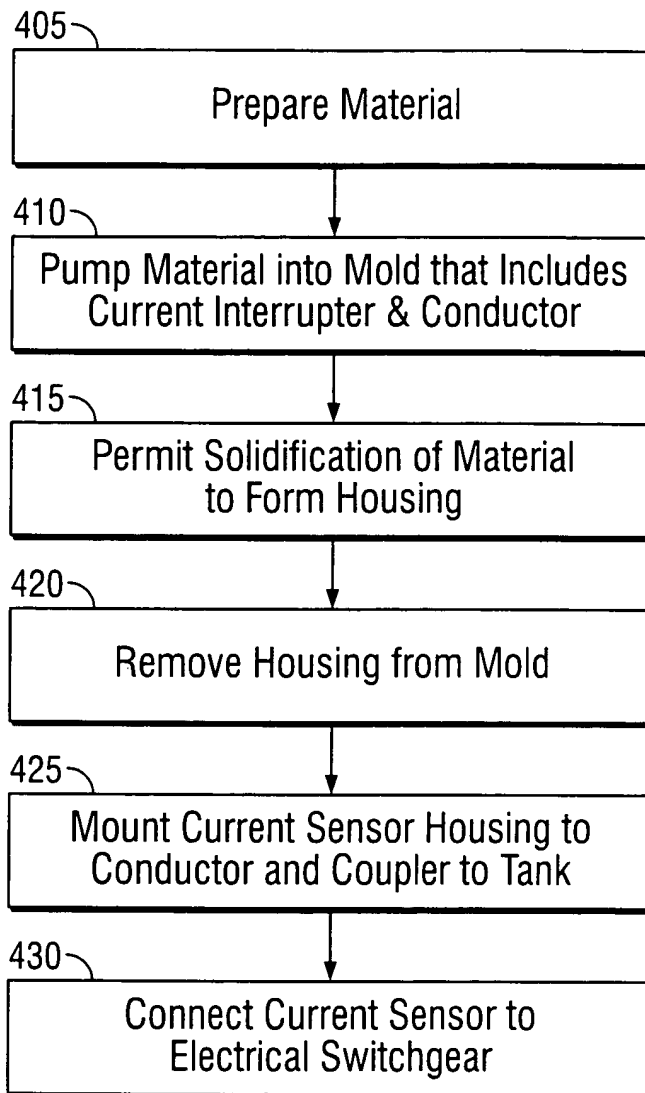 405
Prepare Material
410
Pump Material into Mold that Includes
Current Interrupter & Conductor
415
Permit Solidification of Material
to Form Housing
420
Remove Housing from Mold
425
Mount Current Sensor Housing to
Conductor and Coupler to Tank
430
Connect Current Sensor to
Electrical Switchgear